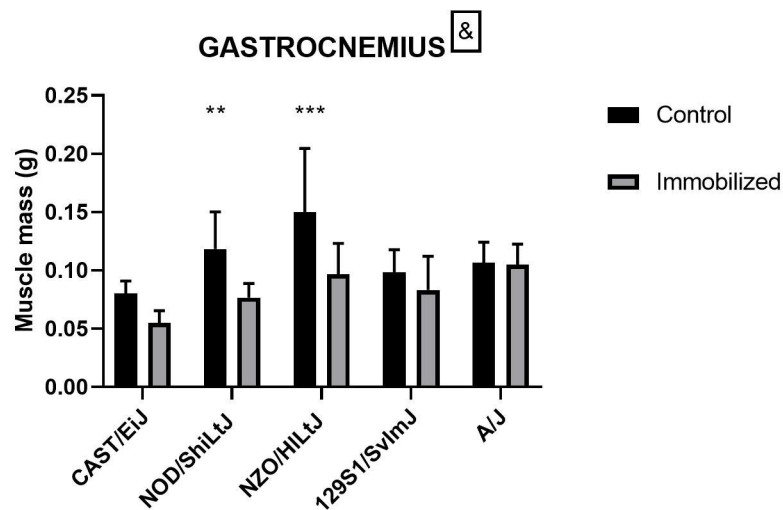 GASTROCNEMIUS &
Muscle mass (g)
0.25
0.20
0.15
0.10
0.05
0.00
** ***
CAST/EiJ
NOD/ShiLtJ
NZO/HlLtJ
129S1/SvImJ
A/J
Control
Immobilized